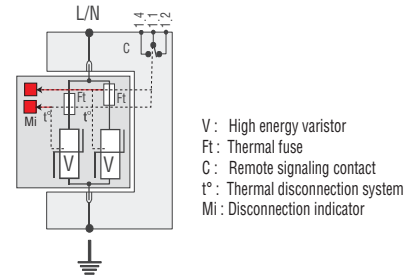 L/N
14
11
12
C
Ft
Ft
Mi
t°
t°
V
V
V : High energy varistor
Ft : Thermal fuse
C : Remote signaling contact
t° : Thermal disconnection system
Mi : Disconnection indicator